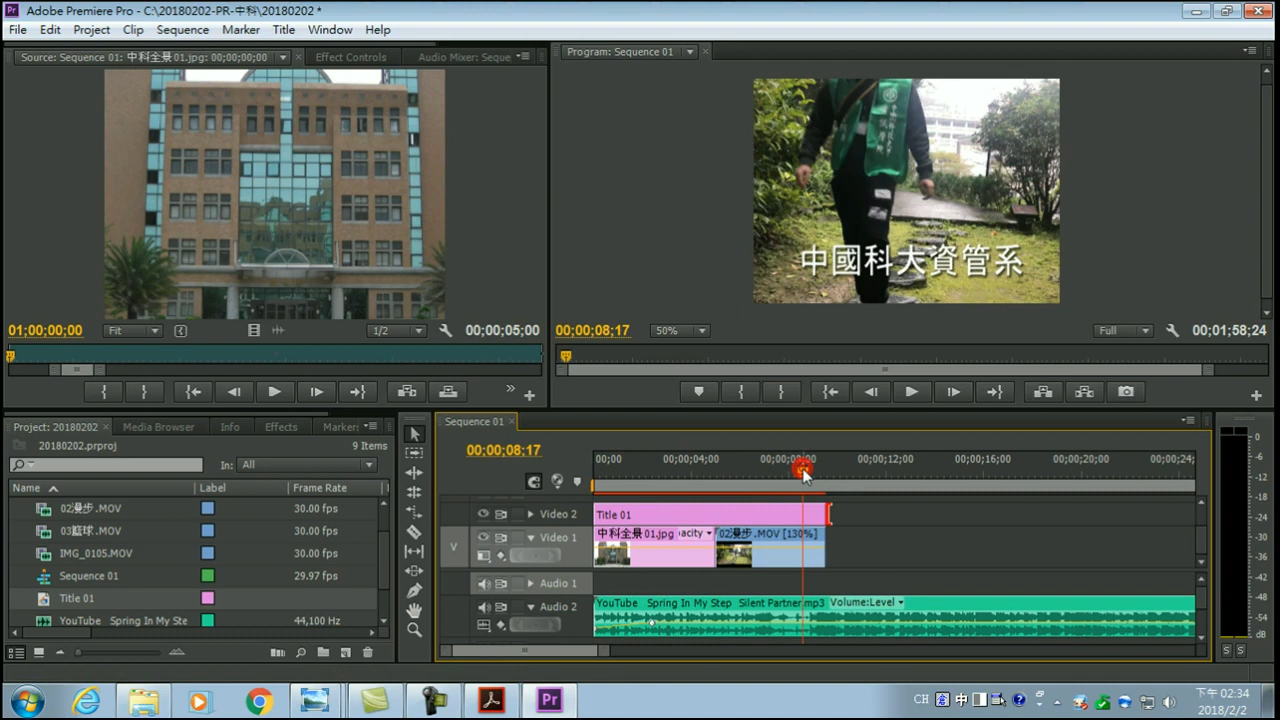 Adobe Premiere Pro - C:\20180202-PR-中科\20180202 *
File Edit Project Clip Sequence Marker Title Window Help
Source: Sequence 01: 中科全景01.jpg: 00;00;00;00
Effect Controls
Audio Mixer: Seque
Program: Sequence 01
中國科大資管系
01;00;00;00
Fit
1/2
00;00;05;00
00;00;08;17
50%
Full
00;01;58;24
Project: 20180202
Media Browser
Info
Effects
Marker:
20180202.prproj
9 Items
In: All
Name
Label
Frame Rate
02漫步.MOV
30.00 fps
03籃球.MOV
30.00 fps
IMG_0105.MOV
30.00 fps
Sequence 01
29.97 fps
Title 01
YouTube Spring In My Ste
44,100 Hz
Sequence 01
00;00;08;17
00;00
00;00;04;00
00;00;08;00
00;00;12;00
00;00;16;00
00;00;20;00
00;00;24;
Video 2
Title 01
V
Video 1
中科全景01.jpg
acity
02漫步.MOV [130%]
Audio 1
Audio 2
YouTube Spring In My Step Silent Partner.mp3
Volume:Level
0
-6
-12
-18
-24
-30
-36
-42
-48
-54
dB
S S
Pr
CH
中
下午 02:34
2018/2/2